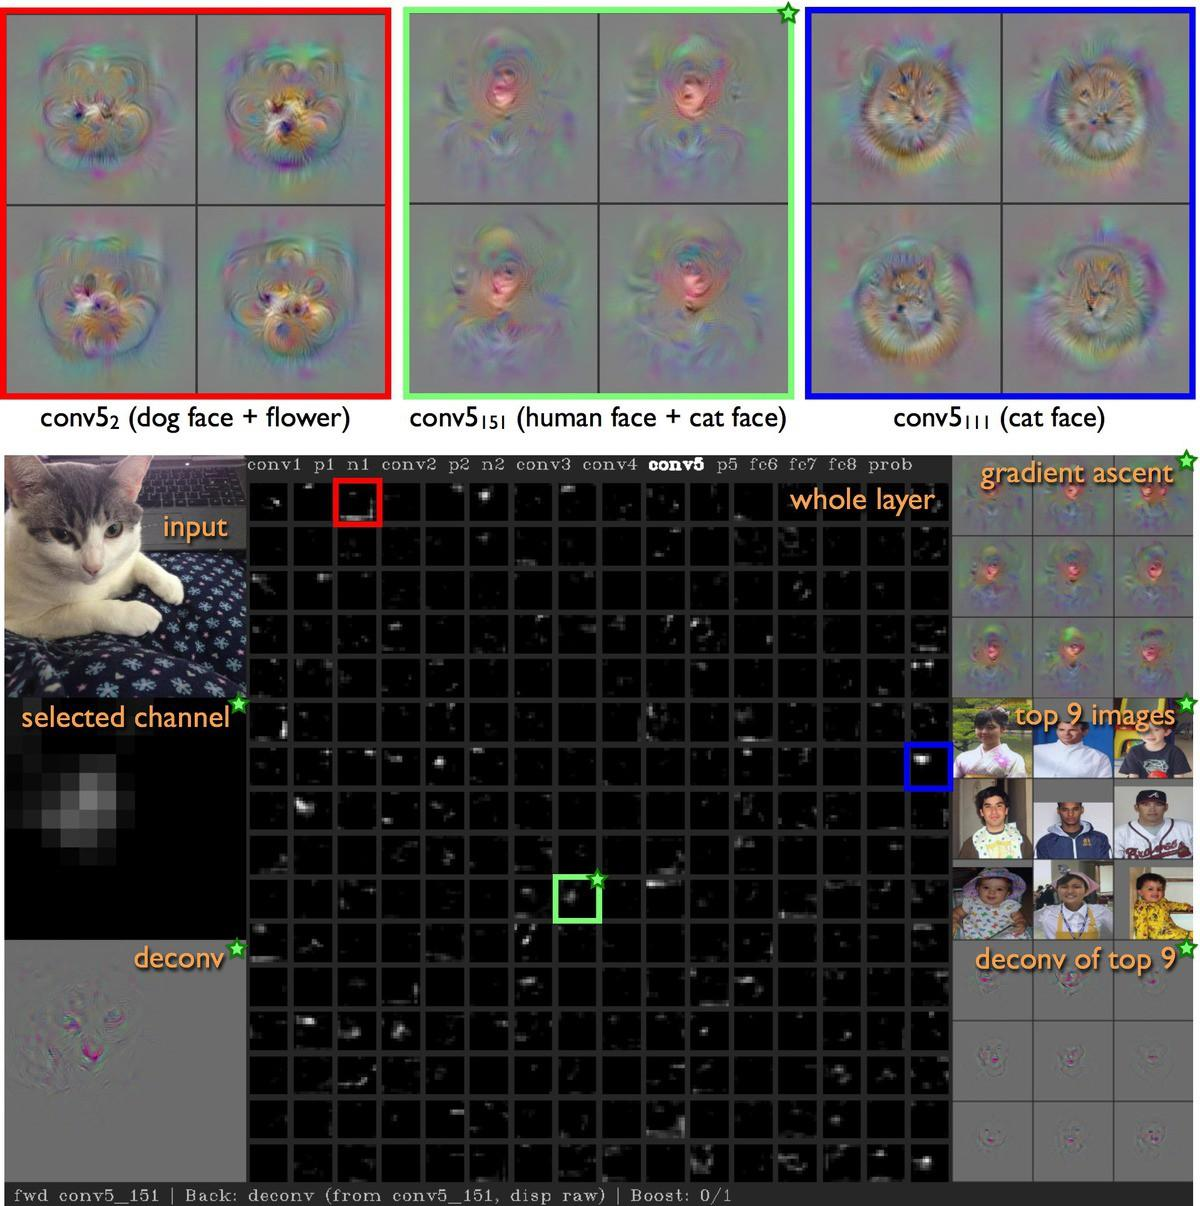 conv5₂ (dog face + flower)
conv5₁₅₁ (human face + cat face)
conv5₁₁₁ (cat face)
conv1 p1 n1 conv2 p2 n2 conv3 conv4 conv5 p5 fc6 fc7 fc8 prob
input
whole layer
gradient ascent
selected channel
top 9 images
Braves
deconv
deconv of top 9
fwd conv5_151 | Back: deconv (from conv5_151, disp raw) | Boost: 0/1